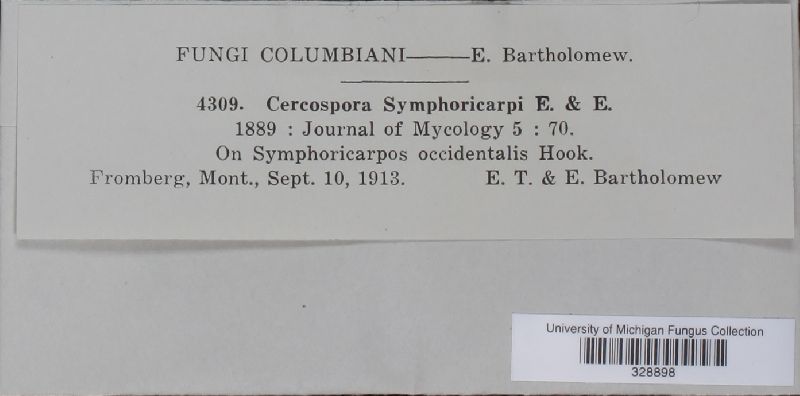 FUNGI COLUMBIANI——E. Bartholomew.
4309. Cercospora Symphoricarpi E. & E.
1889 : Journal of Mycology 5 : 70.
On Symphoricarpos occidentalis Hook.
Fromberg, Mont., Sept. 10, 1913. E. T. & E. Bartholomew
University of Michigan Fungus Collection
328898